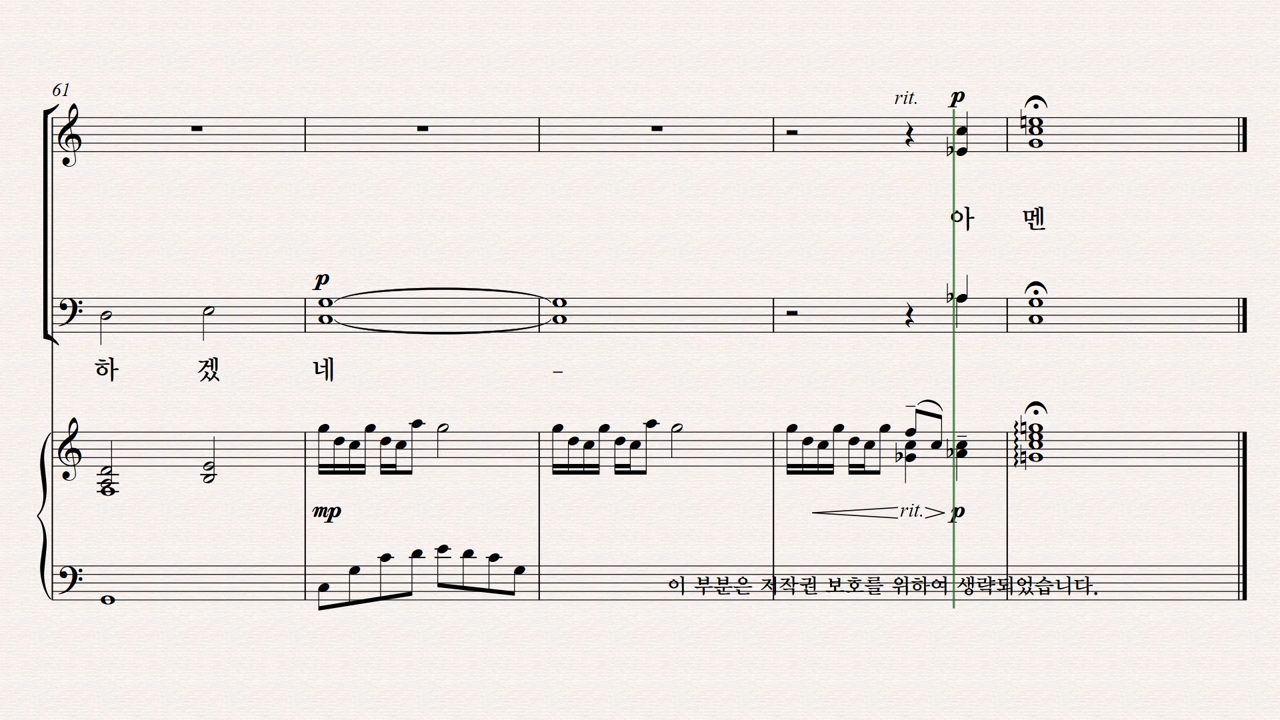 61
rit. p
아 멘
p
하 겠 네 –
mp rit. p
이 부분은 저작권 보호를 위하여 생략되었습니다.